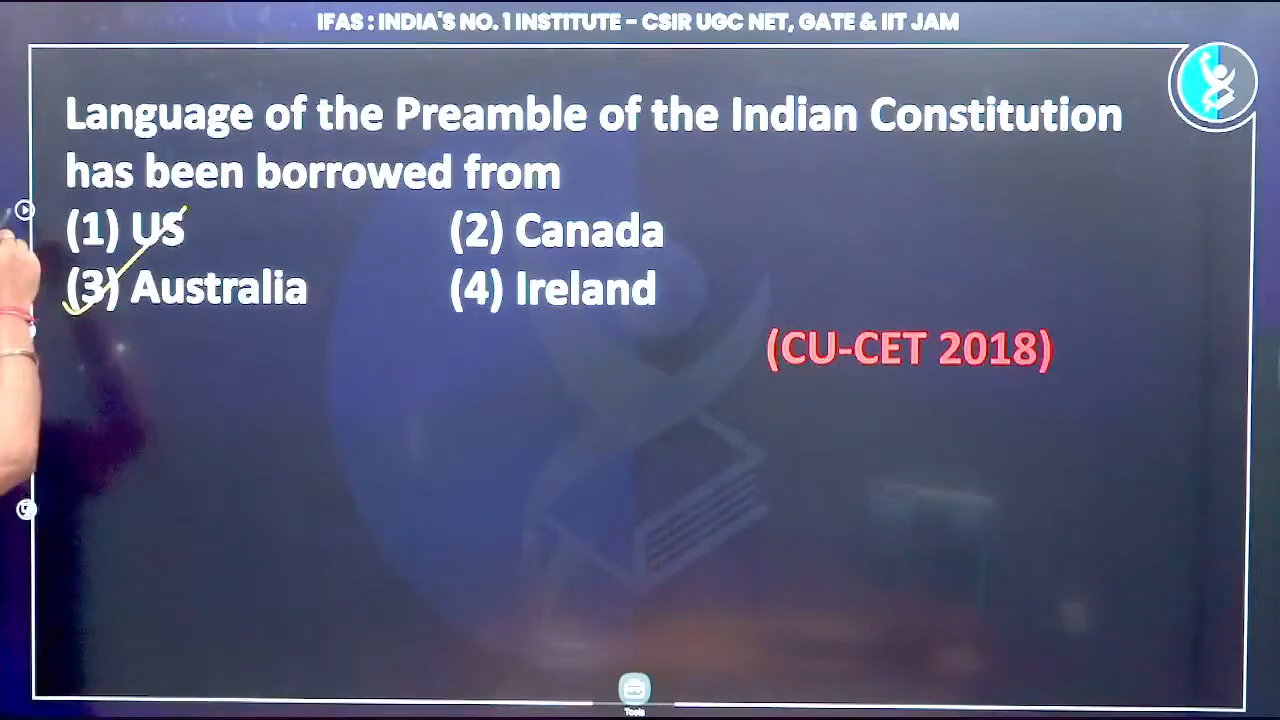 IFAS : INDIA'S NO. 1 INSTITUTE - CSIR UGC NET, GATE & IIT JAM
Language of the Preamble of the Indian Constitution
has been borrowed from
(1) US (2) Canada
(3) Australia (4) Ireland
(CU-CET 2018)
Tools